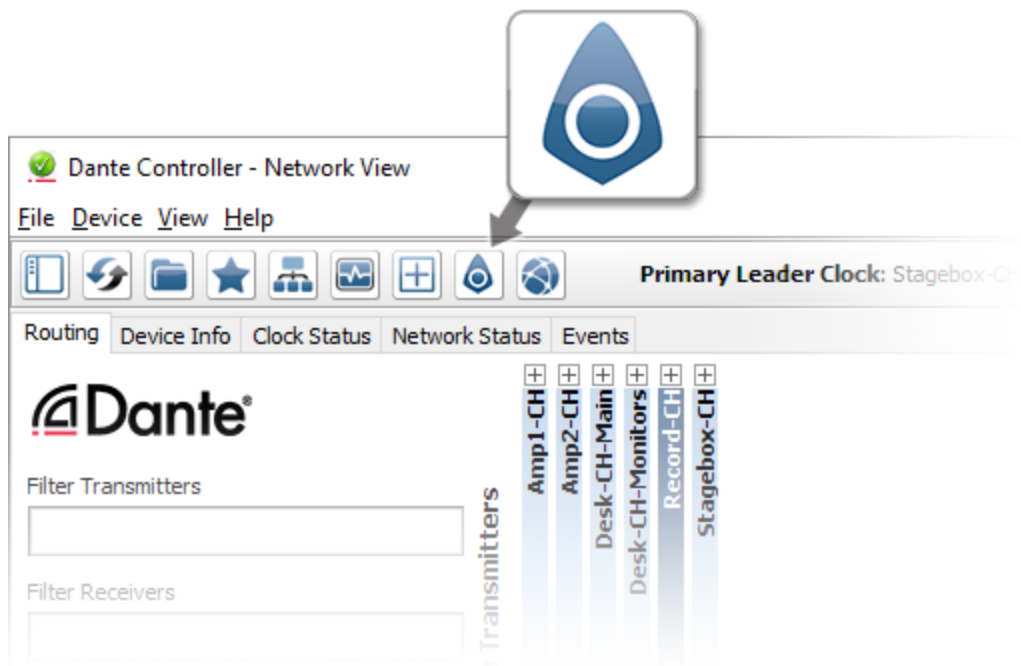 Dante Controller - Network View
File Device View Help
Primary Leader Clock: Stagebox-CH
Routing Device Info Clock Status Network Status Events
Dante®
Filter Transmitters
Filter Receivers
Transmitters
Amp1-CH
Amp2-CH
Desk-CH-Main
Desk-CH-Monitors
Record-CH
Stagebox-CH